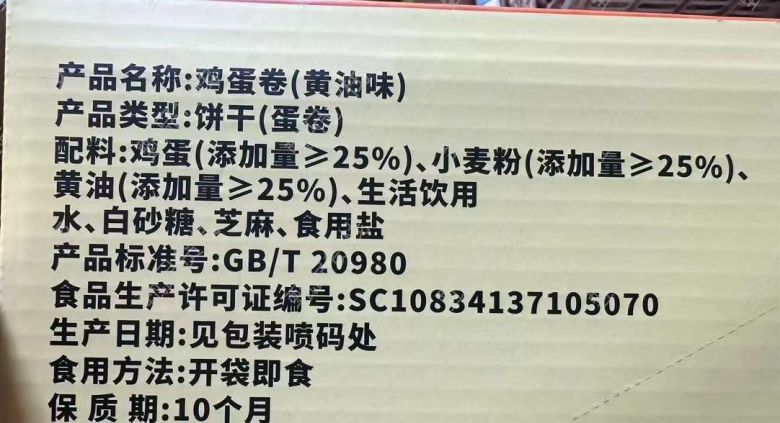 产品名称:鸡蛋卷(黄油味)
产品类型:饼干(蛋卷)
配料:鸡蛋(添加量≥25%)、小麦粉(添加量≥25%)、
黄油(添加量≥25%)、生活饮用
水、白砂糖、芝麻、食用盐
产品标准号:GB/T 20980
食品生产许可证编号:SC10834137105070
生产日期:见包装喷码处
食用方法:开袋即食
保 质 期:10个月